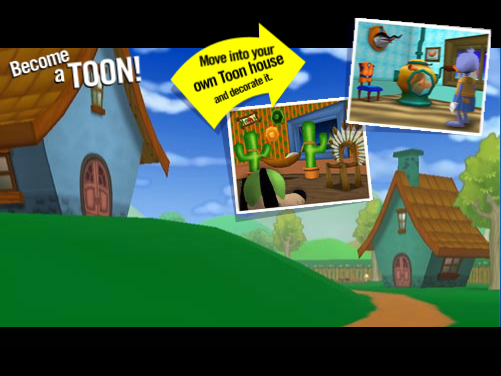 Become
a TOON!
Move into your
own Toon house
and decorate it.